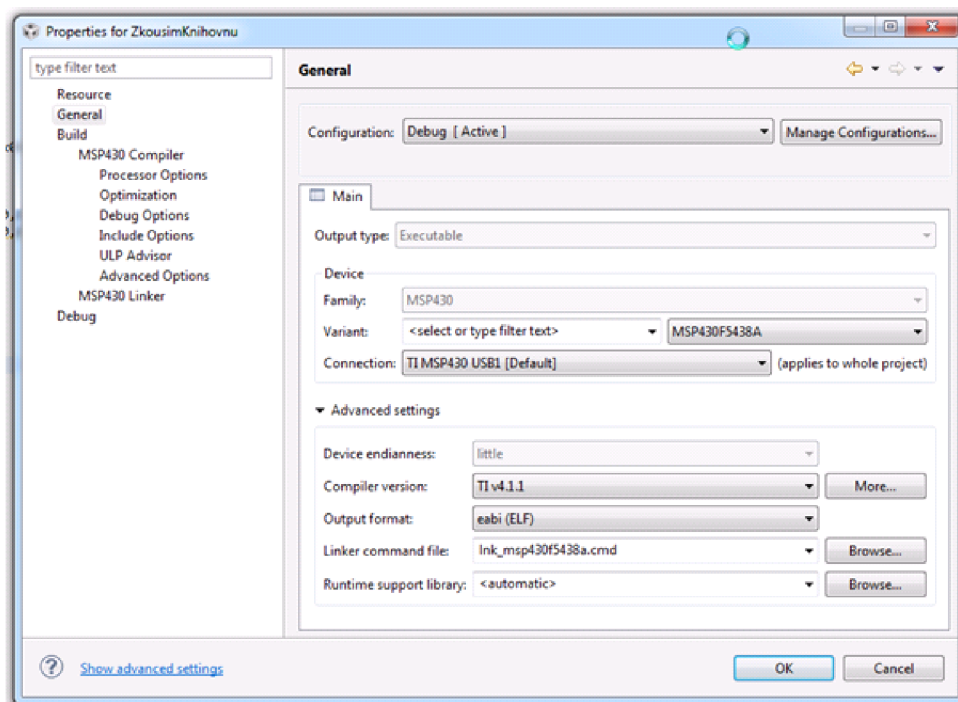 Properties for ZkousimKnihovnu
type filter text
Resource
General
Build
MSP430 Compiler
Processor Options
Optimization
Debug Options
Include Options
ULP Advisor
Advanced Options
MSP430 Linker
Debug
General
Configuration: Debug [ Active ] Manage Configurations...
Main
Output type: Executable
Device
Family: MSP430
Variant: <select or type filter text> MSP430F5438A
Connection: TI MSP430 USB1 [Default] (applies to whole project)
Advanced settings
Device endianness: little
Compiler version: TI v4.1.1 More...
Output format: eabi (ELF)
Linker command file: lnk_msp430f5438a.cmd Browse...
Runtime support library: <automatic> Browse...
? Show advanced settings OK Cancel